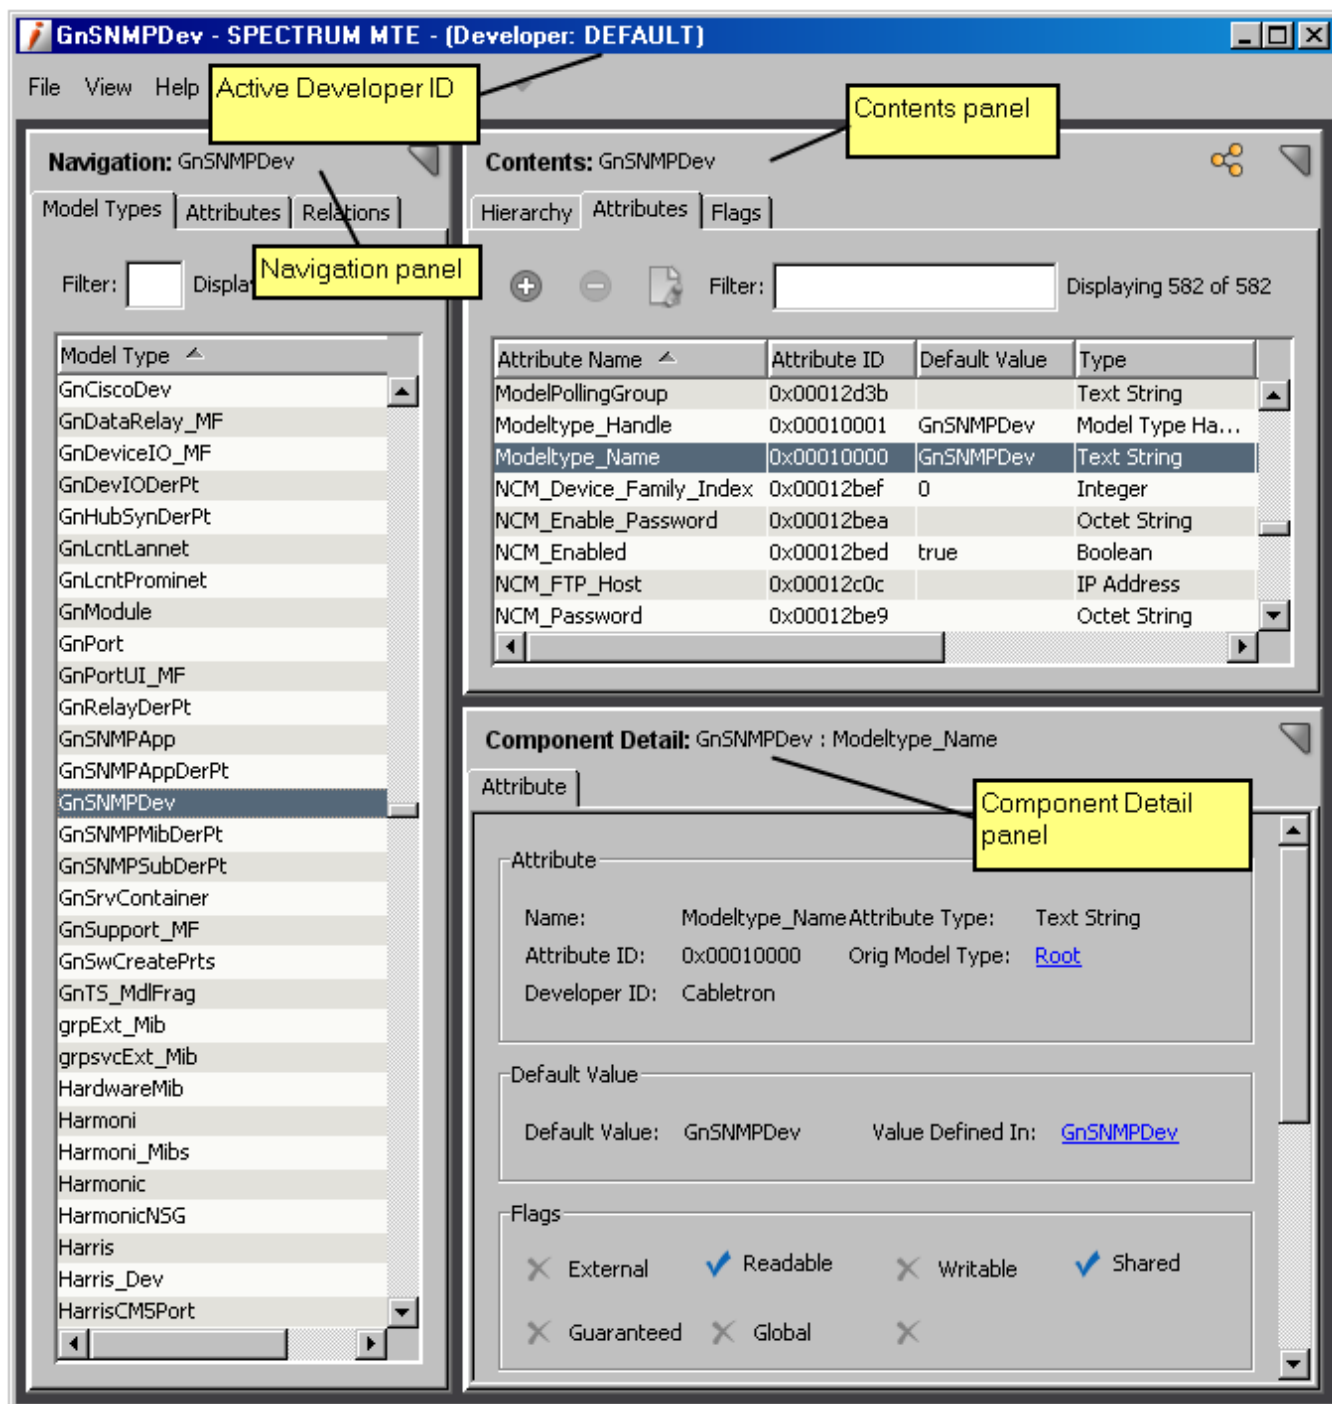 GnSNMPDev - SPECTRUM MTE - (Developer: DEFAULT)
File View Help
Active Developer ID
Contents panel
Navigation: GnSNMPDev
Model Types Attributes Relations
Navigation panel
Filter:
Model Type
GnCiscoDev
GnDataRelay_MF
GnDeviceIO_MF
GnDevIODerPt
GnHubSynDerPt
GnLcntLannet
GnLcntProminet
GnModule
GnPort
GnPortUI_MF
GnRelayDerPt
GnSNMPApp
GnSNMPAppDerPt
GnSNMPDev
GnSNMPMibDerPt
GnSNMPSubDerPt
GnSrvContainer
GnSupport_MF
GnSwCreatePrts
GnTS_MdlFrag
grpExt_Mib
grpsvcExt_Mib
HardwareMib
Harmoni
Harmoni_Mibs
Harmonic
HarmonicNSG
Harris
Harris_Dev
HarrisCM5Port
Contents: GnSNMPDev
Hierarchy Attributes Flags
Filter: Displaying 582 of 582
Attribute Name Attribute ID Default Value Type
ModelPollingGroup 0x00012d3b Text String
Modeltype_Handle 0x00010001 GnSNMPDev Model Type Ha...
Modeltype_Name 0x00010000 GnSNMPDev Text String
NCM_Device_Family_Index 0x00012bef 0 Integer
NCM_Enable_Password 0x00012bea Octet String
NCM_Enabled 0x00012bed true Boolean
NCM_FTP_Host 0x00012c0c IP Address
NCM_Password 0x00012be9 Octet String
Component Detail: GnSNMPDev : Modeltype_Name
Attribute
Component Detail
panel
Attribute
Name: Modeltype_Name Attribute Type: Text String
Attribute ID: 0x00010000 Orig Model Type: Root
Developer ID: Cabletron
Default Value
Default Value: GnSNMPDev Value Defined In: GnSNMPDev
Flags
External Readable Writable Shared
Guaranteed Global